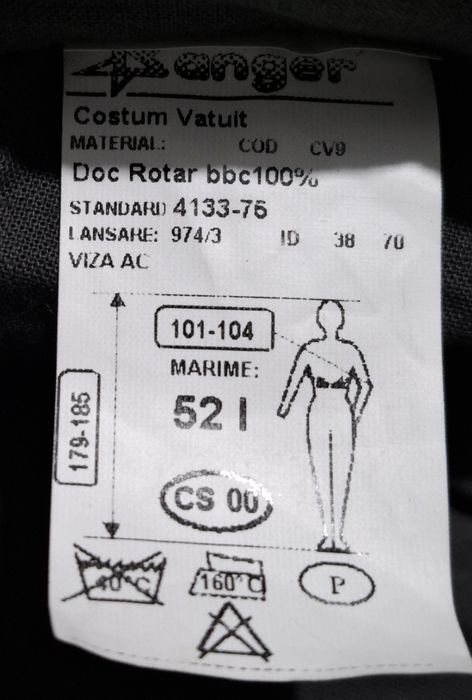 anger
Costum Vatuit
MATERIAL: COD CV9
Doc Rotar bbc100%
STANDARD 4133-76
LANSARE: 974/3 ID 38 70
VIZA AC
101-104
MARIME:
179-185
52 I
CS 00
40°C 160°C P